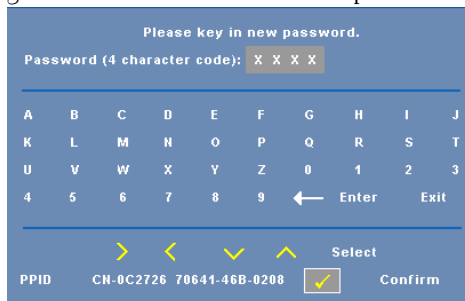 Please key in new password.
Password (4 character code): X X X X
A B C D E F G H I J
K L M N O P Q R S T
U V W X Y Z 0 1 2 3
4 5 6 7 8 9 Enter Exit
Select
PPID CN-0C2726 70641-46B-0208 Confirm